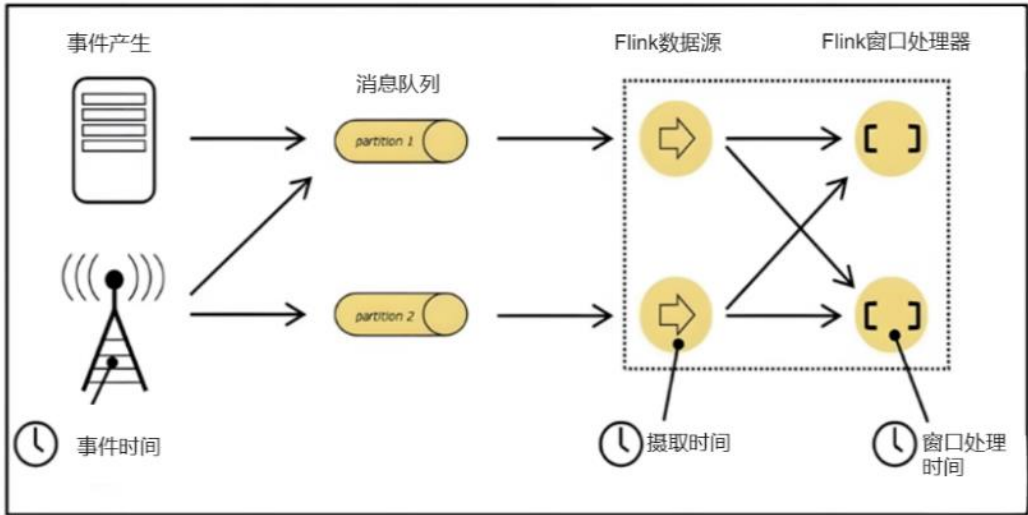 事件产生
Flink数据源
Flink窗口处理器
消息队列
partition 1
partition 2
事件时间
摄取时间
窗口处理
时间